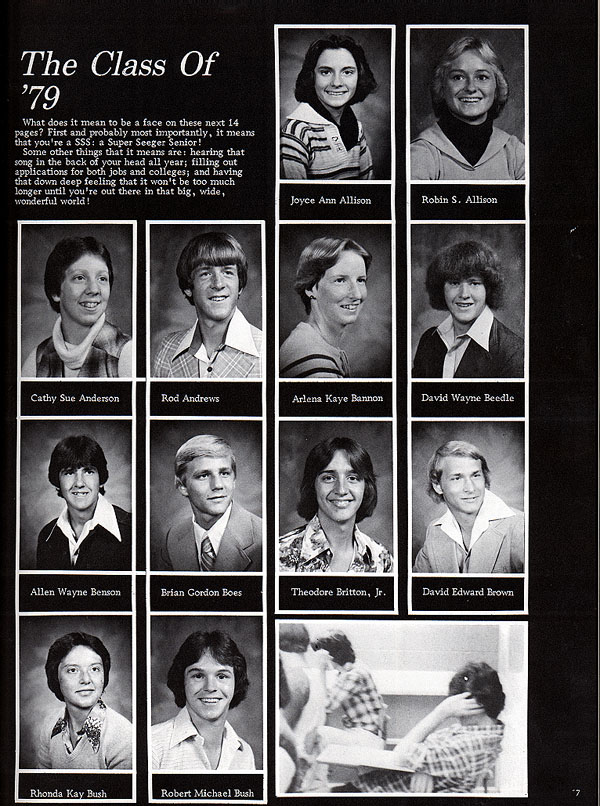 The Class Of
'79
What does it mean to be a face on these next 14
pages? First and probably most importantly, it means
that you're a SSS: a Super Seeger Senior!
Some other things that it means are: hearing that
song in the back of your head all year; filling out
applications for both jobs and colleges; and having
that down deep feeling that it won't be too much
longer until you're out there in that big, wide,
wonderful world!
Joyce Ann Allison
Robin S. Allison
Cathy Sue Anderson
Rod Andrews
Arlena Kaye Bannon
David Wayne Beedle
Allen Wayne Benson
Brian Gordon Boes
Theodore Britton, Jr.
David Edward Brown
Rhonda Kay Bush
Robert Michael Bush